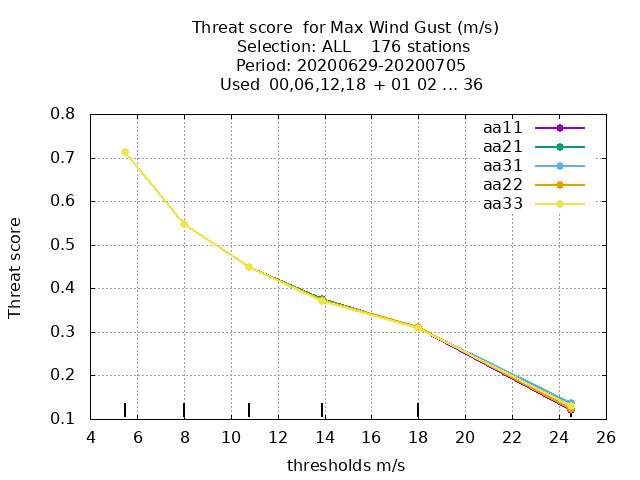 Threat score  for Max Wind Gust (m/s)
Selection: ALL    176 stations
Period: 20200629-20200705
Used  00,06,12,18  + 01 02 ... 36
aa11
aa21
aa31
aa22
aa33
0.8
0.7
0.6
0.5
0.4
0.3
0.2
0.1
Threat score
4 6 8 10 12 14 16 18 20 22 24 26
thresholds m/s